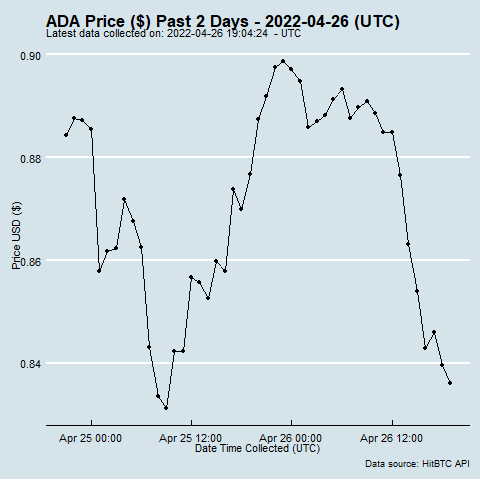 ADA Price ($) Past 2 Days - 2022-04-26 (UTC)
Latest data collected on: 2022-04-26 19:04:24 - UTC
0.90
0.88
0.86
0.84
Price USD ($)
Apr 25 00:00
Apr 25 12:00
Apr 26 00:00
Apr 26 12:00
Date Time Collected (UTC)
Data source: HitBTC API